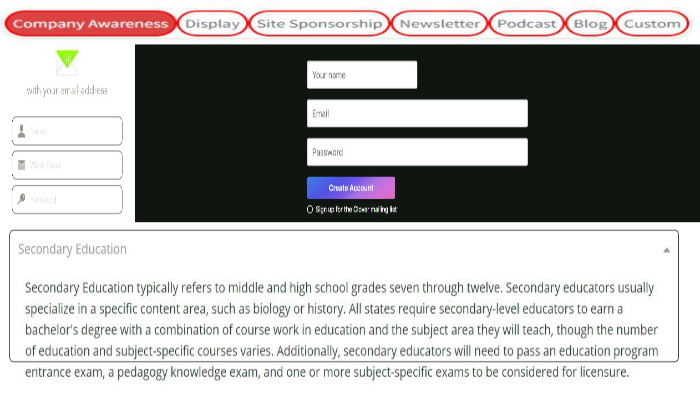 Company Awareness Display Site Sponsorship Newsletter Podcast Blog Custom
@
with your email address
Name
Work Email
Password
Your name
Email
Password
Create Account
Sign up for the Clover mailing list
Secondary Education
Secondary Education typically refers to middle and high school grades seven through twelve. Secondary educators usually
specialize in a specific content area, such as biology or history. All states require secondary-level educators to earn a
bachelor's degree with a combination of course work in education and the subject area they will teach, though the number
of education and subject-specific courses varies. Additionally, secondary educators will need to pass an education program
entrance exam, a pedagogy knowledge exam, and one or more subject-specific exams to be considered for licensure.